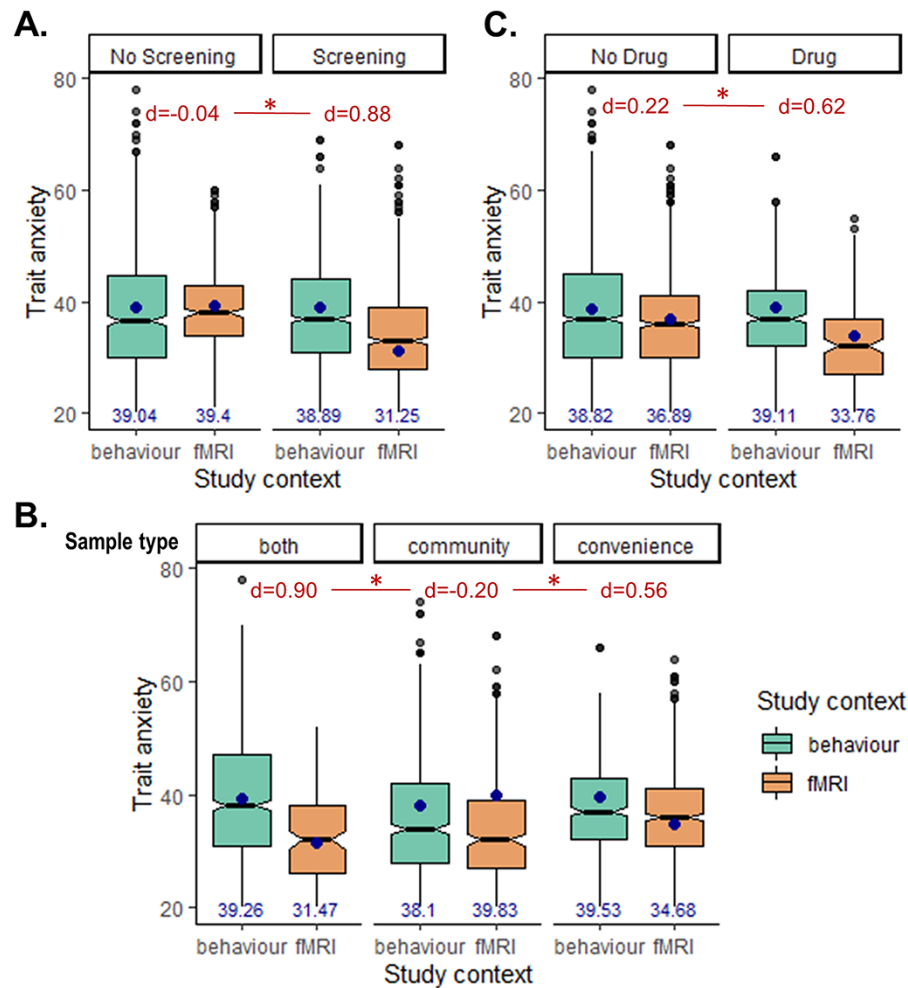 A.
No Screening Screening
80
60
40
20
Trait anxiety
d=-0.04 * d=0.88
39.04 39.4 38.89 31.25
behaviour fMRI behaviour fMRI
Study context
C.
No Drug Drug
80
60
40
20
Trait anxiety
d=0.22 * d=0.62
38.82 36.89 39.11 33.76
behaviour fMRI behaviour fMRI
Study context
B.
Sample type both community convenience
80
60
40
20
Trait anxiety
d=0.90 * d=-0.20 * d=0.56
39.26 31.47 38.1 39.83 39.53 34.68
behaviour fMRI behaviour fMRI behaviour fMRI
Study context
Study context
behaviour
fMRI